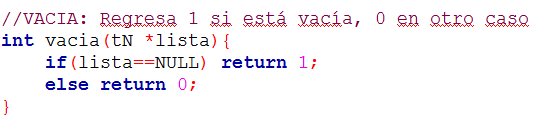 //VACIA: Regresa 1 si está vacía, 0 en otro caso
int vacia(tN *lista){
    if(lista==NULL) return 1;
    else return 0;
}